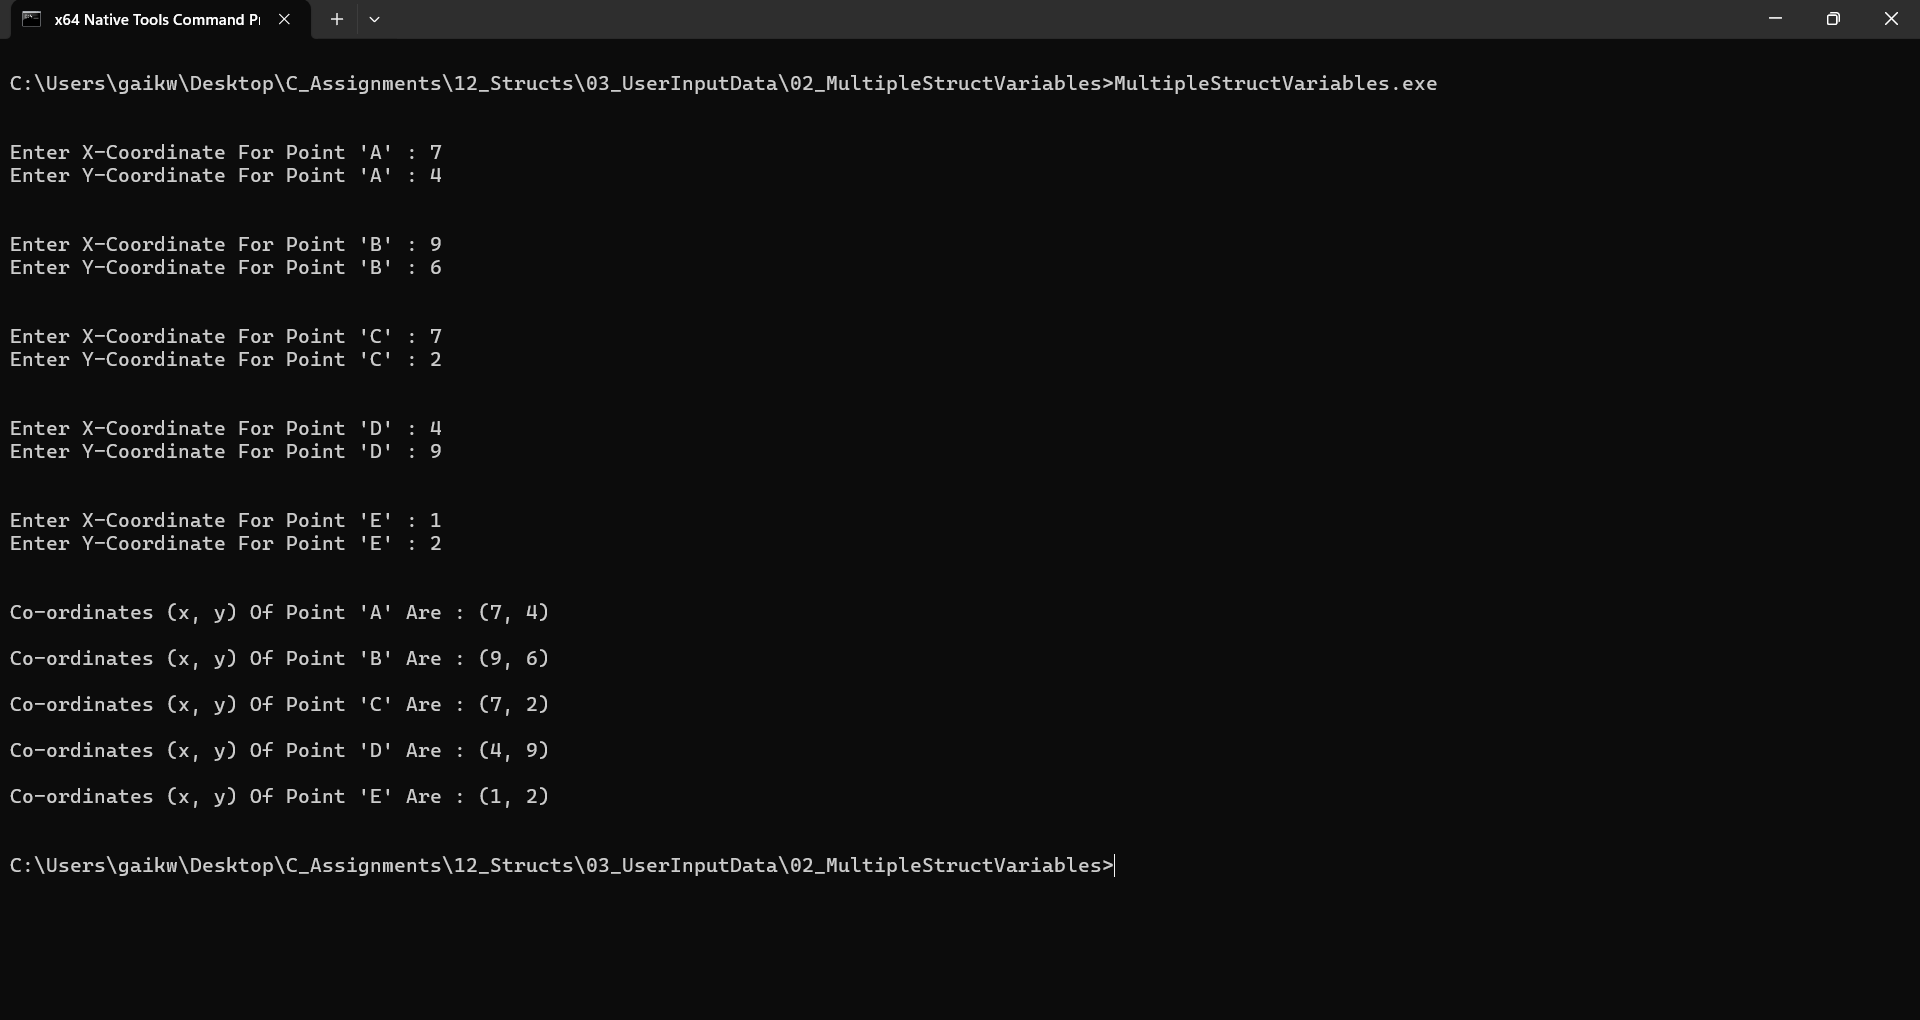 x64 Native Tools Command P
C:\Users\gaikw\Desktop\C_Assignments\12_Structs\03_UserInputData\02_MultipleStructVariables>MultipleStructVariables.exe
Enter X-Coordinate For Point 'A' : 7
Enter Y-Coordinate For Point 'A' : 4
Enter X-Coordinate For Point 'B' : 9
Enter Y-Coordinate For Point 'B' : 6
Enter X-Coordinate For Point 'C' : 7
Enter Y-Coordinate For Point 'C' : 2
Enter X-Coordinate For Point 'D' : 4
Enter Y-Coordinate For Point 'D' : 9
Enter X-Coordinate For Point 'E' : 1
Enter Y-Coordinate For Point 'E' : 2
Co-ordinates (x, y) Of Point 'A' Are : (7, 4)
Co-ordinates (x, y) Of Point 'B' Are : (9, 6)
Co-ordinates (x, y) Of Point 'C' Are : (7, 2)
Co-ordinates (x, y) Of Point 'D' Are : (4, 9)
Co-ordinates (x, y) Of Point 'E' Are : (1, 2)
C:\Users\gaikw\Desktop\C_Assignments\12_Structs\03_UserInputData\02_MultipleStructVariables>